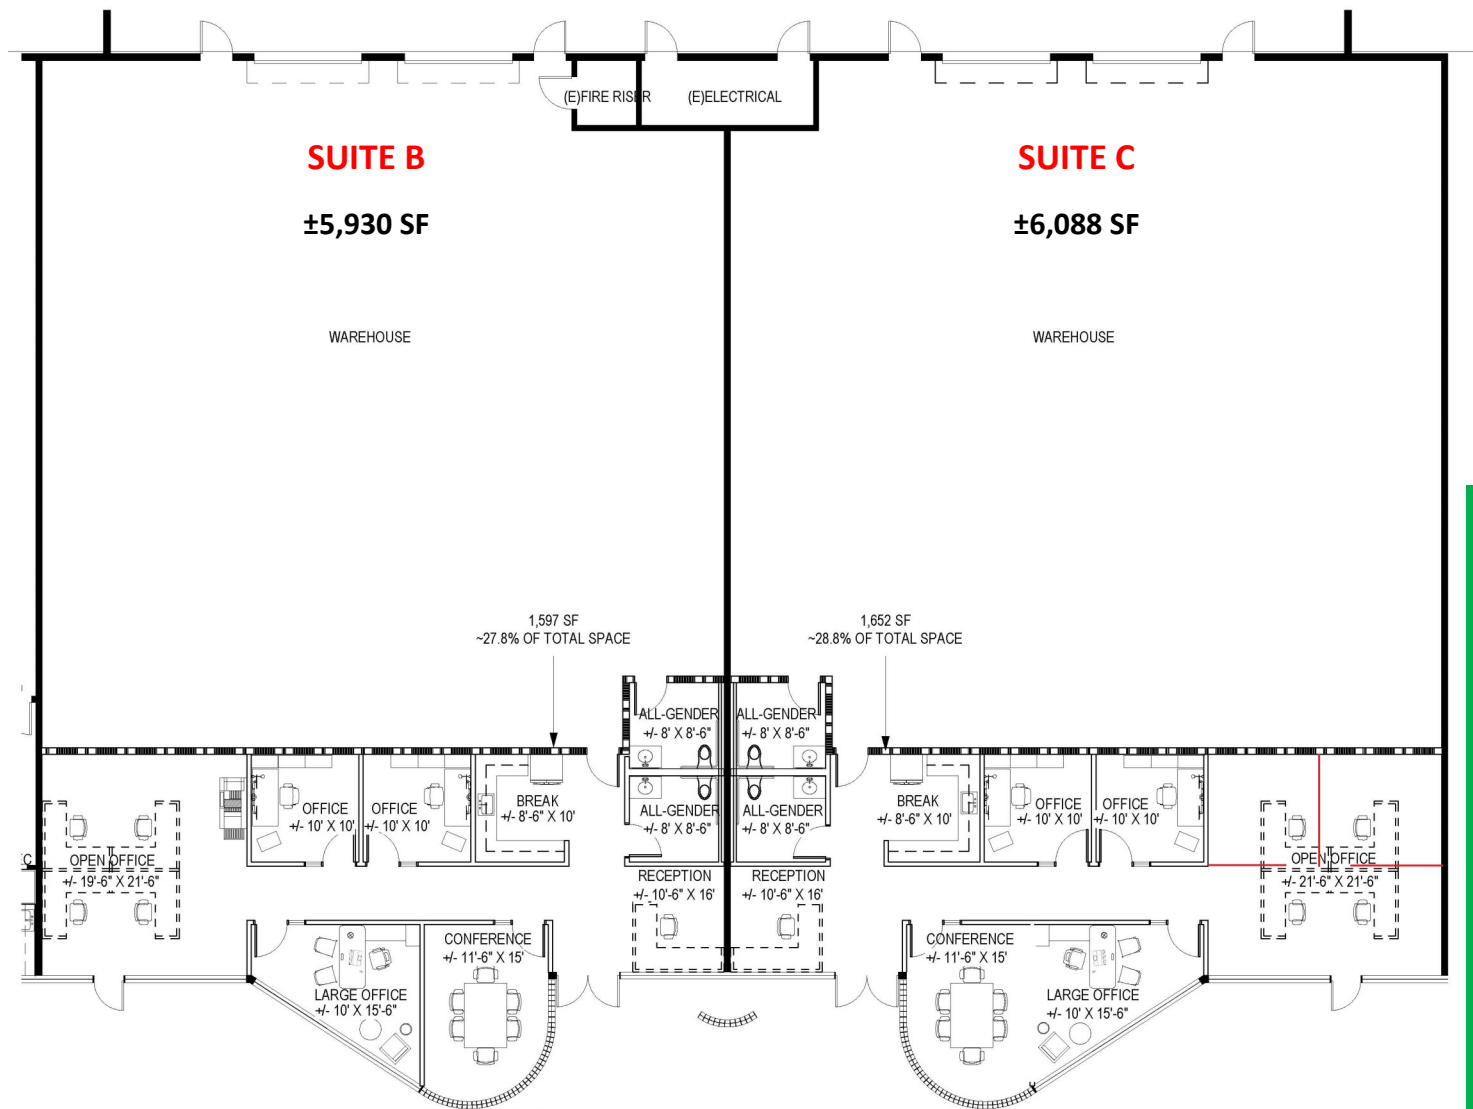 (E)FIRE RISER
(E)ELECTRICAL
SUITE B
±5,930 SF
SUITE C
±6,088 SF
WAREHOUSE
WAREHOUSE
1,597 SF
~27.8% OF TOTAL SPACE
1,652 SF
~28.8% OF TOTAL SPACE
ALL-GENDER
+/- 8' X 8'-6"
ALL-GENDER
+/- 8' X 8'-6"
OFFICE
+/- 10' X 10'
OFFICE
+/- 10' X 10'
BREAK
+/- 8'-6" X 10'
ALL-GENDER
+/- 8' X 8'-6"
ALL-GENDER
+/- 8' X 8'-6"
BREAK
+/- 8'-6" X 10'
OFFICE
+/- 10' X 10'
OFFICE
+/- 10' X 10'
OPEN OFFICE
+/- 19'-6" X 21'-6"
RECEPTION
+/- 10'-6" X 16'
RECEPTION
+/- 10'-6" X 16'
OPEN OFFICE
+/- 21'-6" X 21'-6"
CONFERENCE
+/- 11'-6" X 15'
CONFERENCE
+/- 11'-6" X 15'
LARGE OFFICE
+/- 10' X 15'-6"
LARGE OFFICE
+/- 10' X 15'-6"